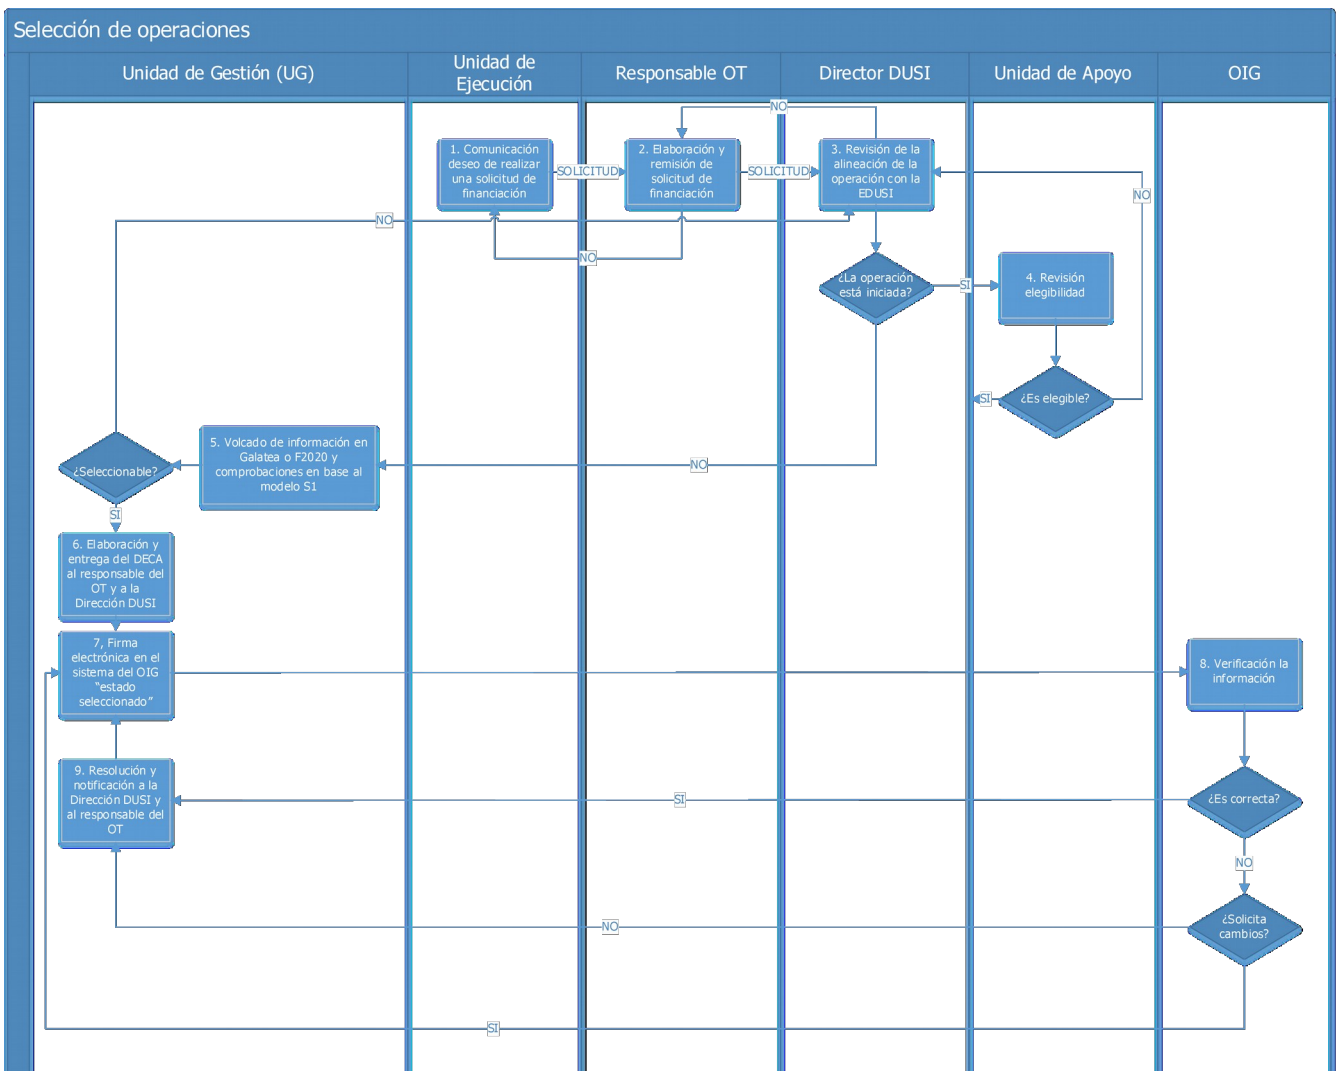 Selección de operaciones
Unidad de Gestión (UG)
Unidad de
Ejecución
Responsable OT
Director DUSI
Unidad de Apoyo
OIG
NO
1. Comunicación
deseo de realizar
una solicitud de
financiación
SOLICITUD
2. Elaboración y
remisión de
solicitud de
financiación
SOLICITUD
3. Revisión de la
alineación de la
operación con la
EDUSI
NO
NO
NO
¿La operación
está iniciada?
SI
4. Revisión
elegibilidad
SI
¿Es elegible?
¿Seleccionable?
5. Volcado de información en
Galatea o F2020 y
comprobaciones en base al
modelo S1
NO
SI
6. Elaboración y
entrega del DECA
al responsable del
OT y a la
Dirección DUSI
7, Firma
electrónica en el
sistema del OIG
“estado
seleccionado”
8. Verificación la
información
9. Resolución y
notificación a la
Dirección DUSI y
al responsable del
OT
SI
¿Es correcta?
NO
NO
¿Solicita
cambios?
SI